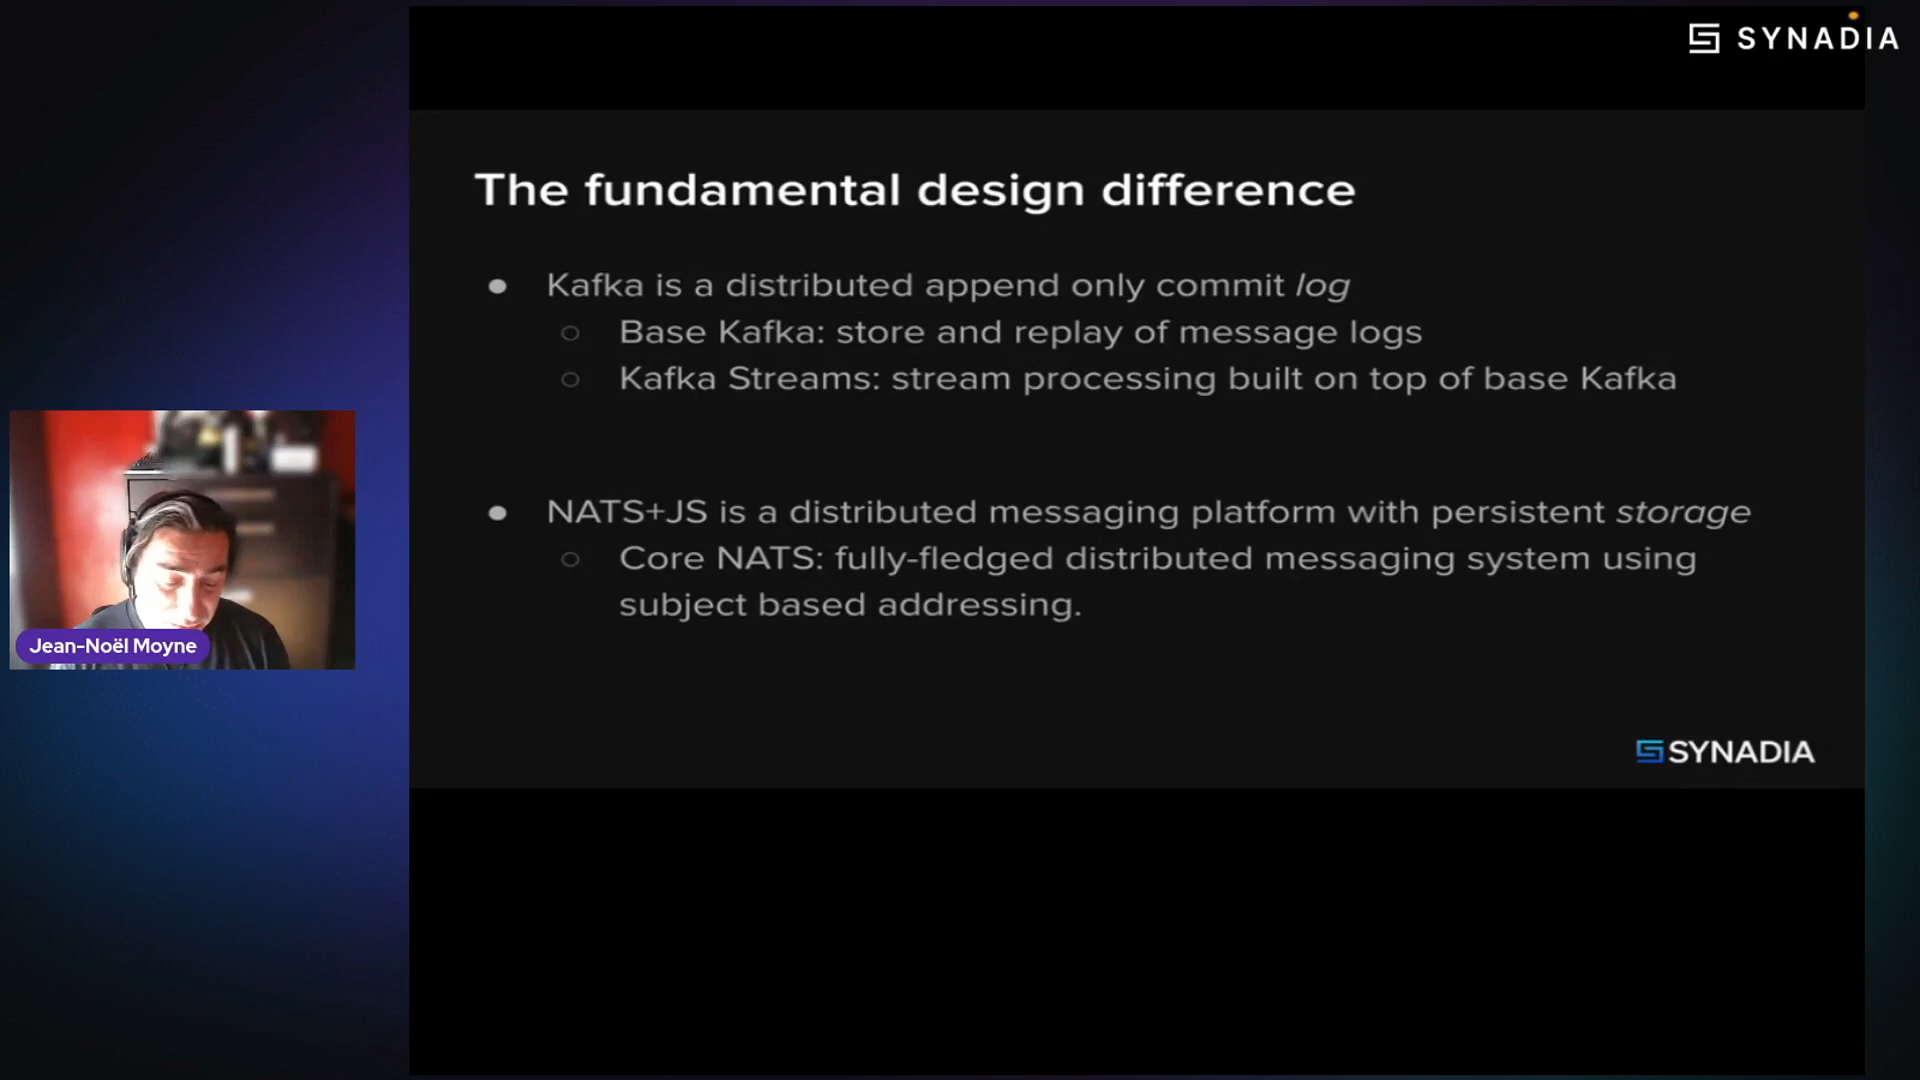 SYNADIA
The fundamental design difference
● Kafka is a distributed append only commit log
○ Base Kafka: store and replay of message logs
○ Kafka Streams: stream processing built on top of base Kafka
● NATS+JS is a distributed messaging platform with persistent storage
○ Core NATS: fully-fledged distributed messaging system using
subject based addressing.
Jean-Noël Moyne
SYNADIA